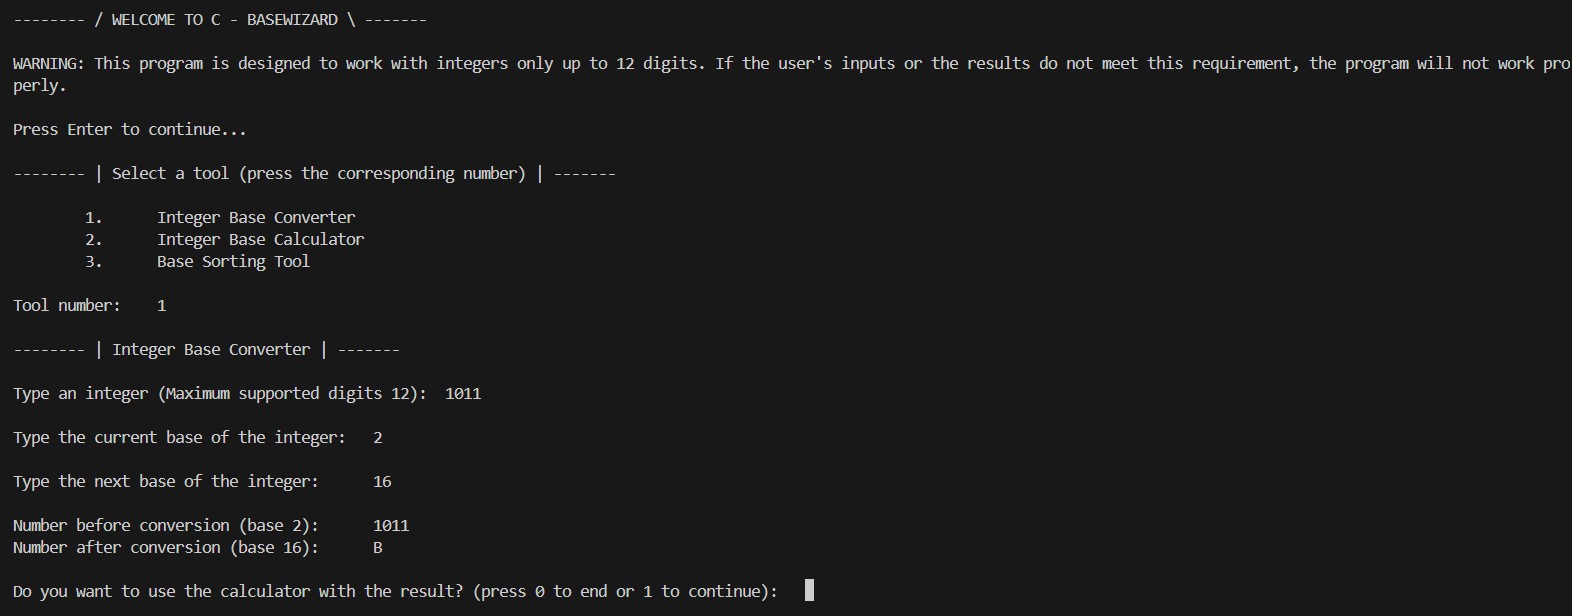 -------- / WELCOME TO C - BASEWIZARD \ -------
WARNING: This program is designed to work with integers only up to 12 digits. If the user's inputs or the results do not meet this requirement, the program will not work pro
perly.
Press Enter to continue...
-------- | Select a tool (press the corresponding number) | -------
1. Integer Base Converter
2. Integer Base Calculator
3. Base Sorting Tool
Tool number: 1
-------- | Integer Base Converter | -------
Type an integer (Maximum supported digits 12): 1011
Type the current base of the integer: 2
Type the next base of the integer: 16
Number before conversion (base 2): 1011
Number after conversion (base 16): B
Do you want to use the calculator with the result? (press 0 to end or 1 to continue):